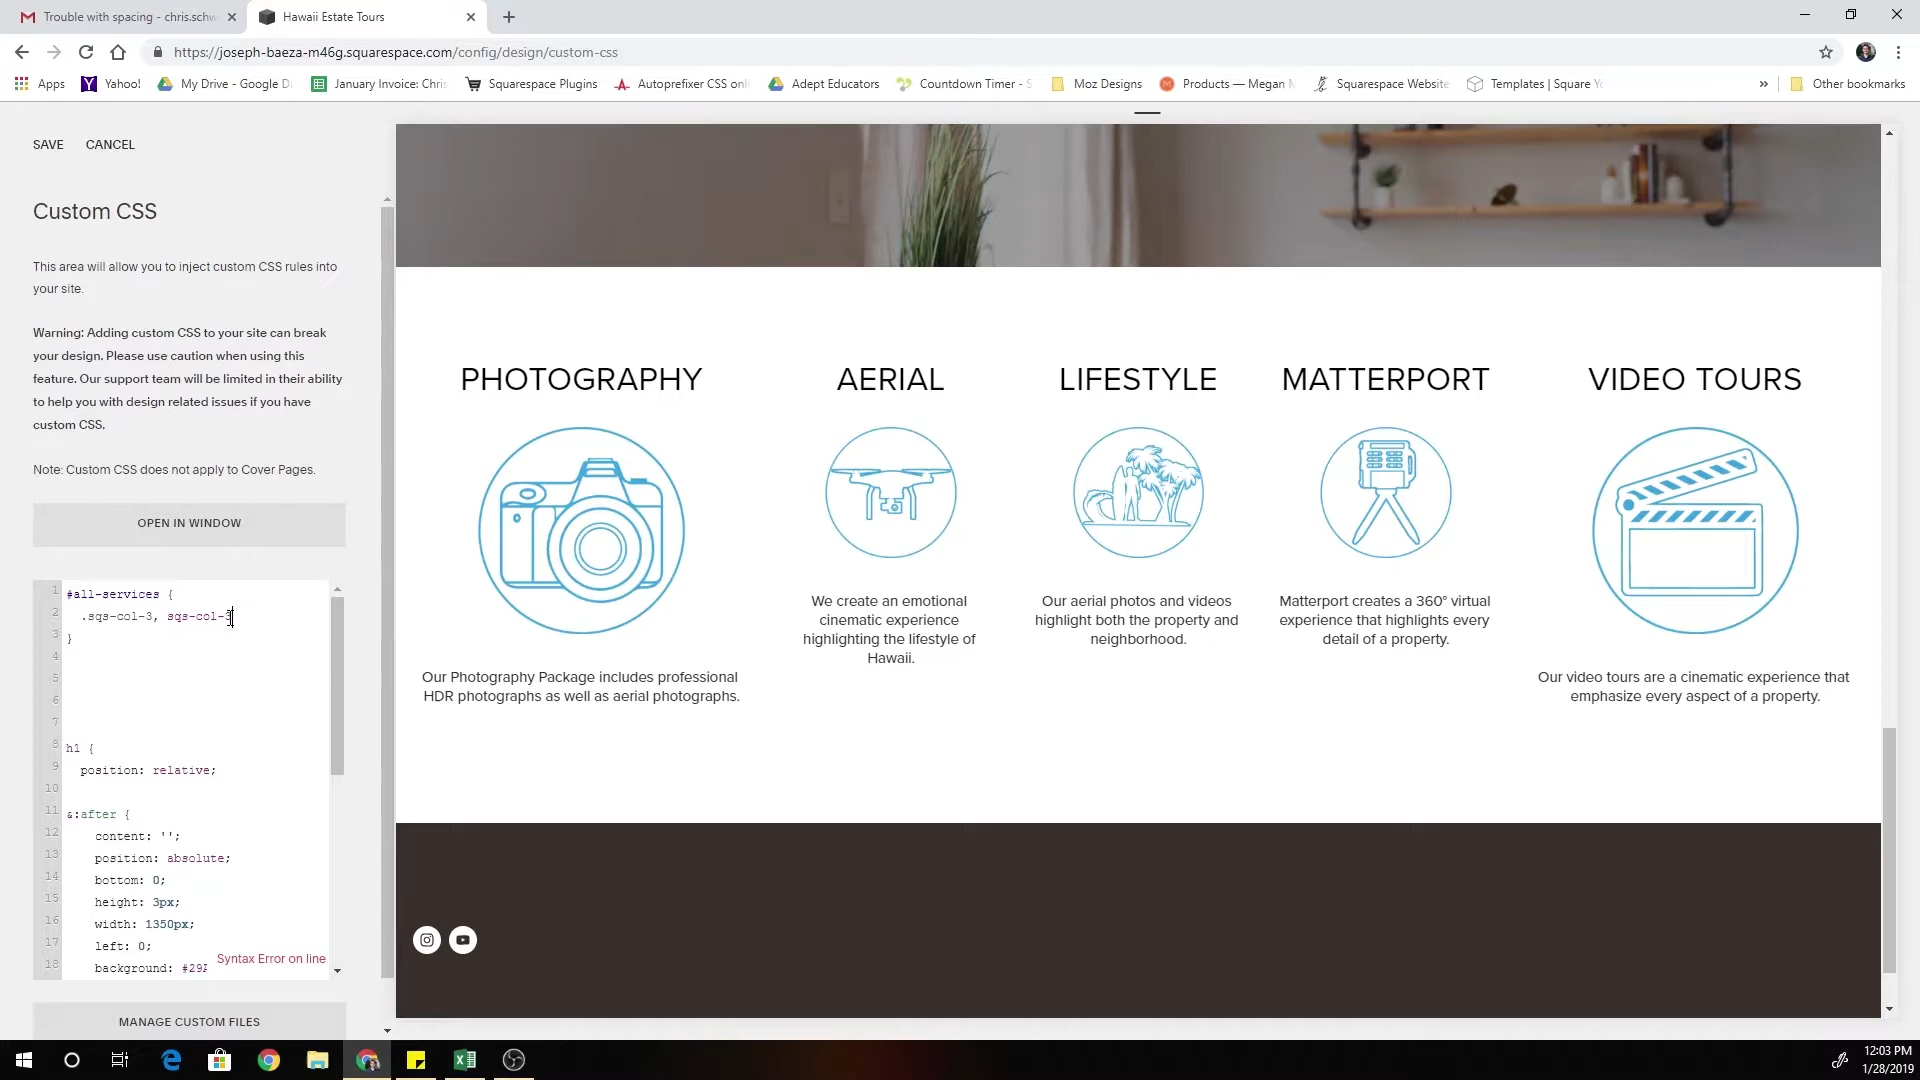 Trouble with spacing - chris.schw
Hawaii Estate Tours
https://joseph-baeza-m46g.squarespace.com/config/design/custom-css
Apps
Yahoo!
My Drive - Google D
January Invoice: Chris
Squarespace Plugins
Autoprefixer CSS onl
Adept Educators
Countdown Timer - S
Moz Designs
Products — Megan M
Squarespace Website
Templates | Square Yo
»
Other bookmarks
SAVE CANCEL
Custom CSS
This area will allow you to inject custom CSS rules into
your site.
Warning: Adding custom CSS to your site can break
your design. Please use caution when using this
feature. Our support team will be limited in their ability
to help you with design related issues if you have
custom CSS.
Note: Custom CSS does not apply to Cover Pages.
OPEN IN WINDOW
1 #all-services {
2 .sqs-col-3, sqs-col-3
3 }
4
5
6
7
8 h1 {
9 position: relative;
10
11 &:after {
12 content: '';
13 position: absolute;
14 bottom: 0;
15 height: 3px;
16 width: 1350px;
17 left: 0;
18 background: #29
Syntax Error on line
MANAGE CUSTOM FILES
PHOTOGRAPHY
Our Photography Package includes professional
HDR photographs as well as aerial photographs.
AERIAL
We create an emotional
cinematic experience
highlighting the lifestyle of
Hawaii.
LIFESTYLE
Our aerial photos and videos
highlight both the property and
neighborhood.
MATTERPORT
Matterport creates a 360° virtual
experience that highlights every
detail of a property.
VIDEO TOURS
Our video tours are a cinematic experience that
emphasize every aspect of a property.
12:03 PM
1/28/2019